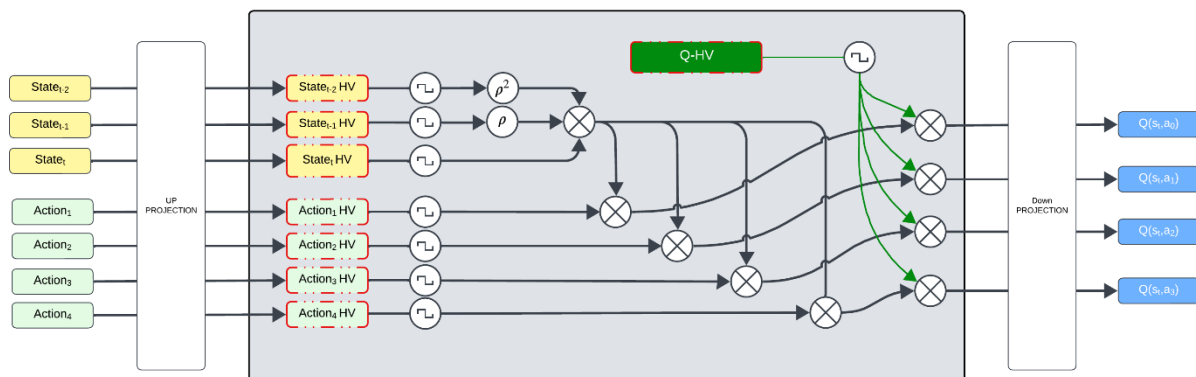 State_{t-2}
State_{t-1}
State_t
Action_1
Action_2
Action_3
Action_4
UP
PROJECTION
State_{t-2} HV
State_{t-1} HV
State_t HV
Action_1 HV
Action_2 HV
Action_3 HV
Action_4 HV
ρ^2
ρ
Q-HV
Down
PROJECTION
Q(s_t,a_0)
Q(s_t,a_1)
Q(s_t,a_2)
Q(s_t,a_3)